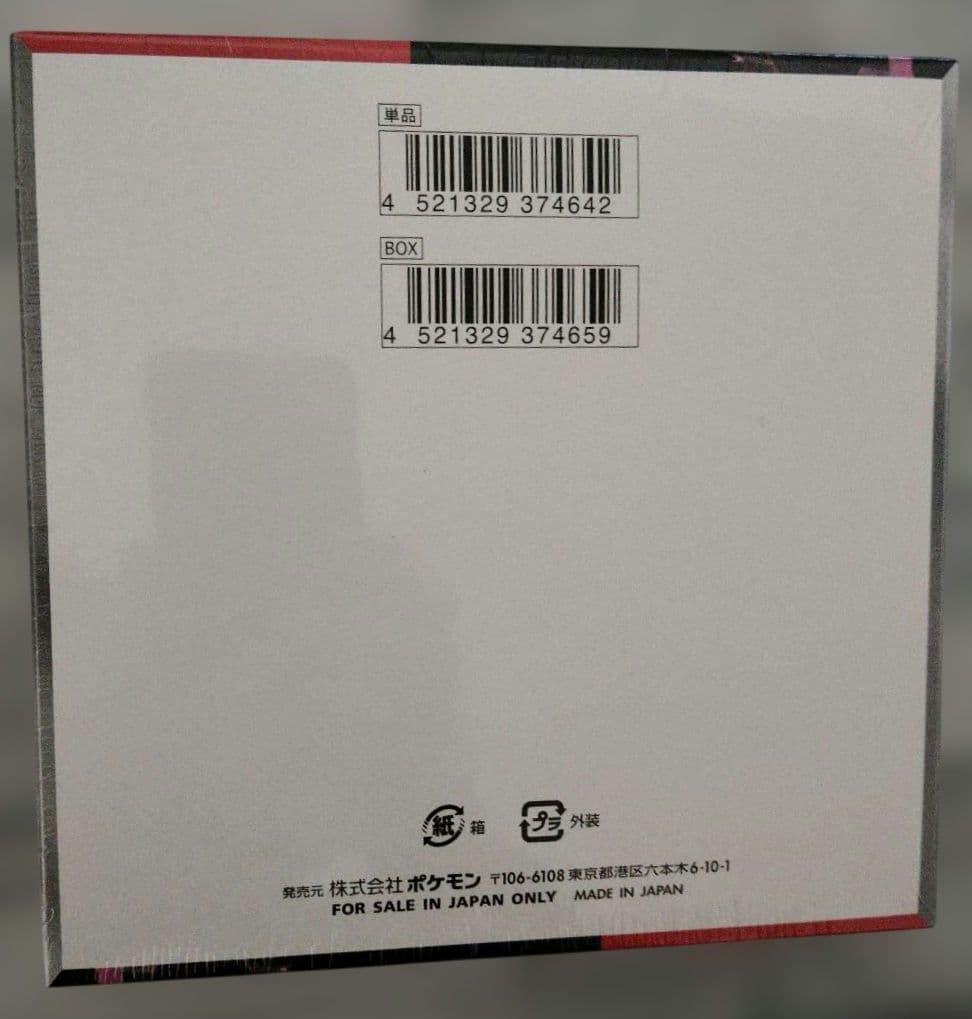 単品
4 521329 374642
BOX
4 521329 374659
紙 箱 プラ 外装
発売元 株式会社ポケモン 〒106-6108 東京都港区六本木6-10-1
FOR SALE IN JAPAN ONLY MADE IN JAPAN